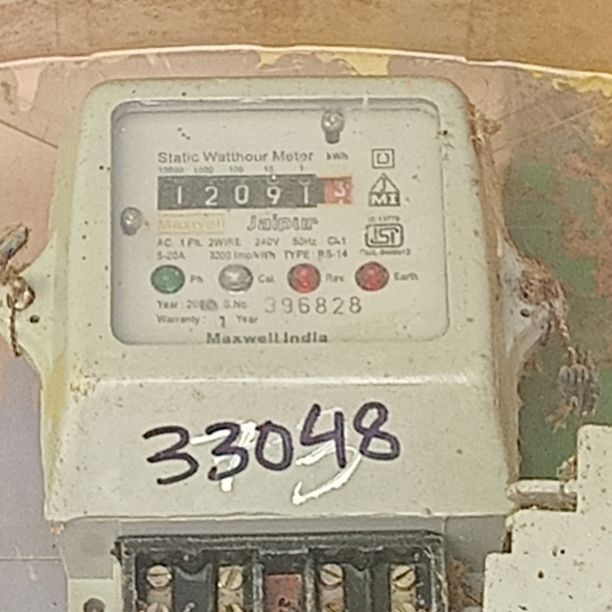 Static Watthour Meter kWh
10000 1000 100 10 1
1 2 0 9 1 3
Maxwell Jaipur
AC. 1 Ph. 2WIRE 240V 50Hz CL.1
5-20A 3200 Imp/kWh TYPE: RS-14
Ph. Cal. Rev. Earth
S.No. 396828
Warranty: 1 Year
Maxwell India
33048